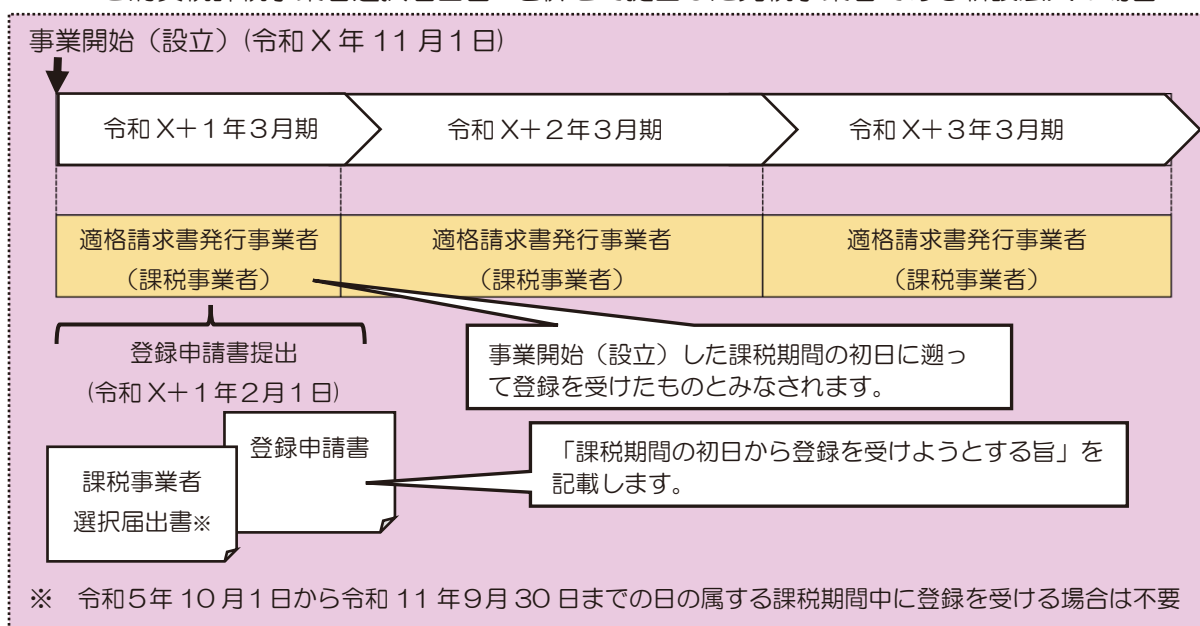 事業開始（設立）(令和X年11月1日)
令和X＋1年3月期
令和X＋2年3月期
令和X＋3年3月期
適格請求書発行事業者
（課税事業者）
適格請求書発行事業者
（課税事業者）
適格請求書発行事業者
（課税事業者）
登録申請書提出
(令和X＋1年2月1日)
事業開始（設立）した課税期間の初日に遡っ
て登録を受けたものとみなされます。
登録申請書
「課税期間の初日から登録を受けようとする旨」を
記載します。
課税事業者
選択届出書※
※　令和5年10月1日から令和11年9月30日までの日の属する課税期間中に登録を受ける場合は不要